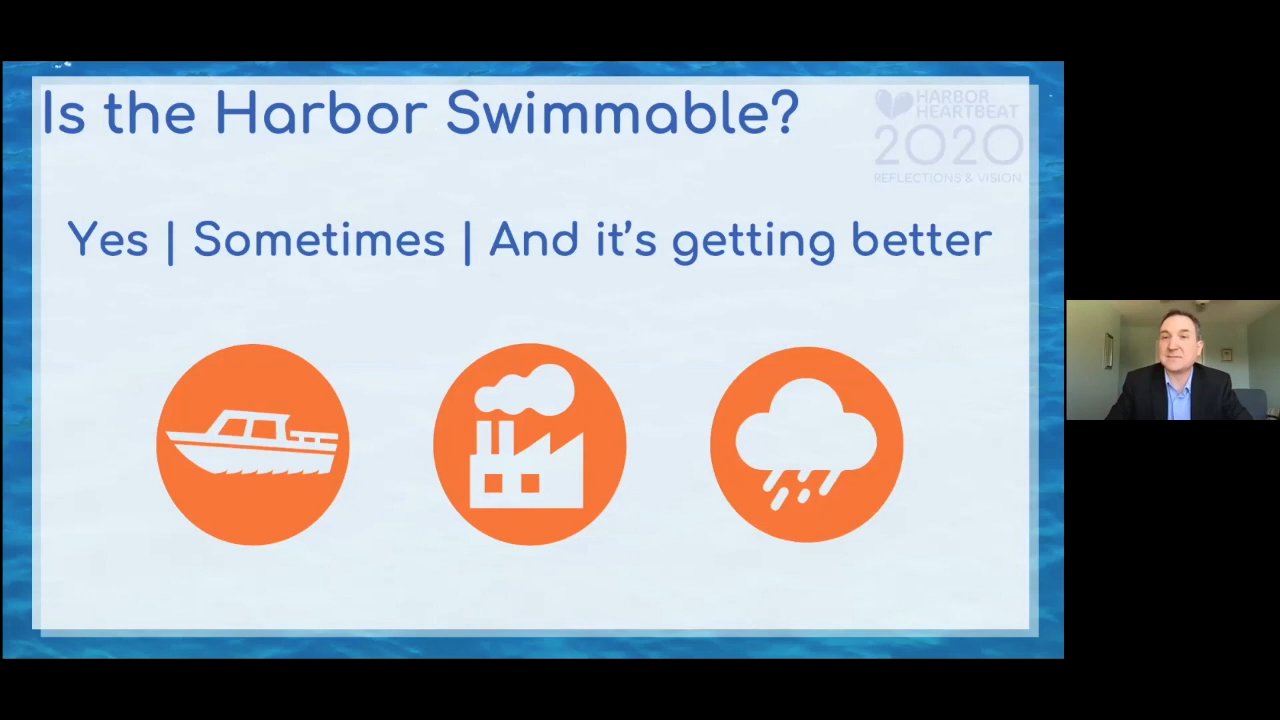 Is the Harbor Swimmable?
HARBOR
HEARTBEAT
2020
REFLECTIONS & VISION
Yes | Sometimes | And it's getting better